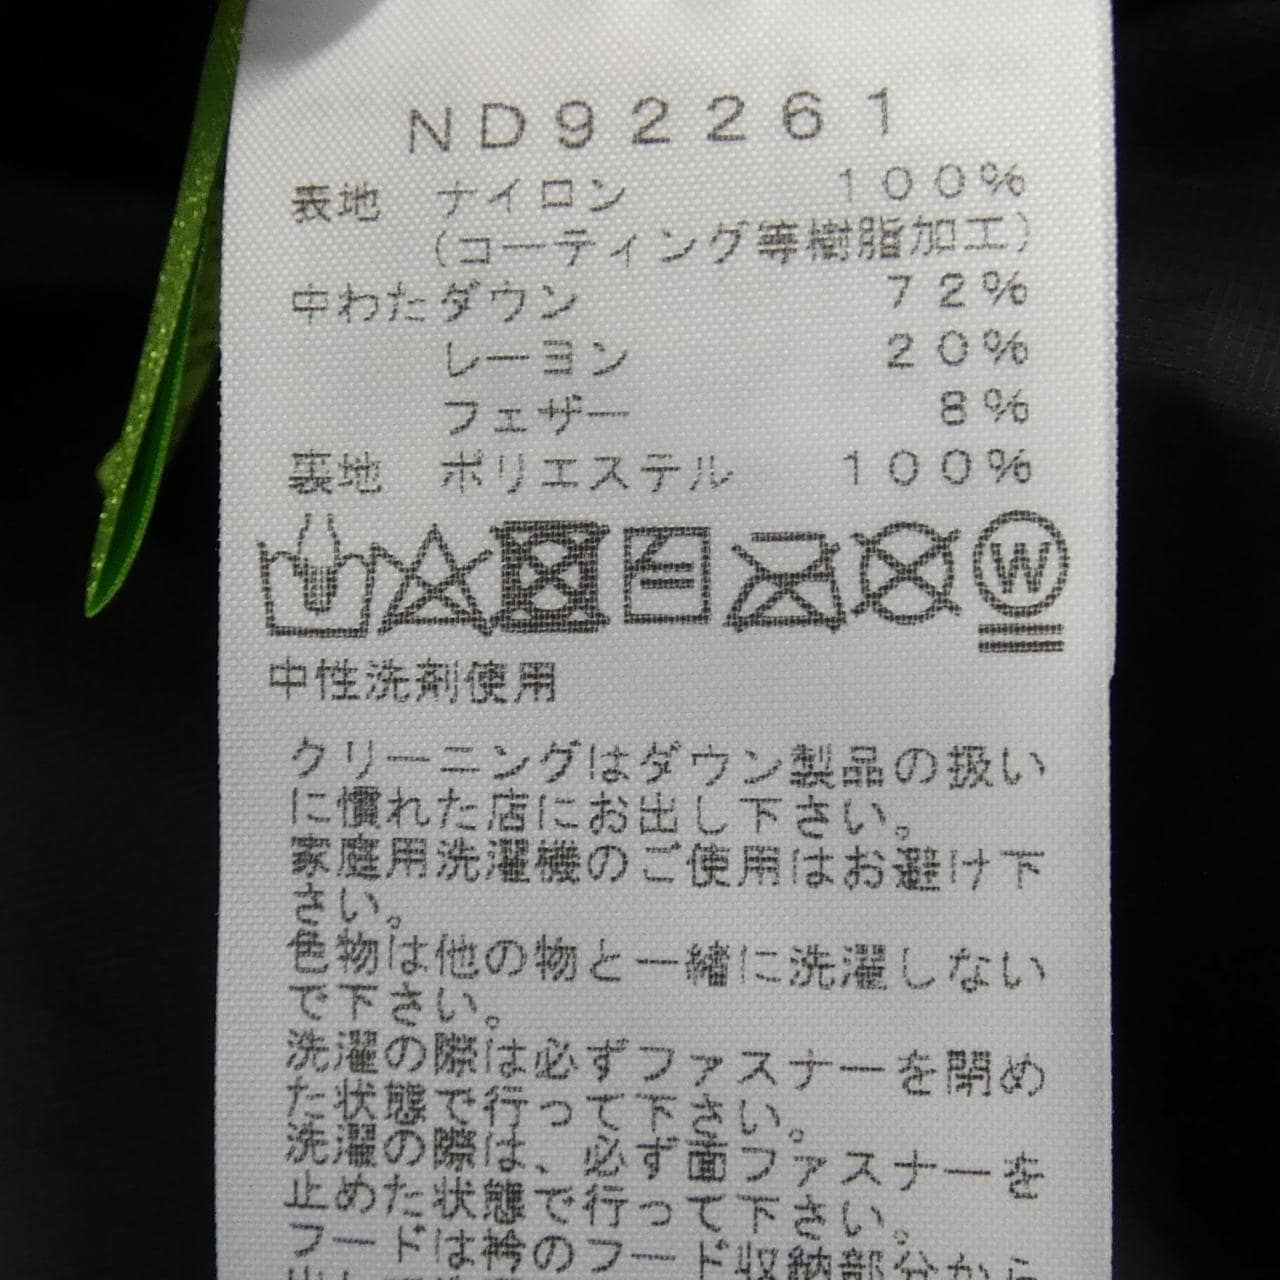 ND92261
表地 ナイロン 100%
(コーティング等樹脂加工)
中わた ダウン 72%
レーヨン 20%
フェザー 8%
裏地 ポリエステル 100%
W
中性洗剤使用
クリーニングはダウン製品の扱い
に慣れた店にお出し下さい。
家庭用洗濯機のご使用はお避け下
さい。
色物は他の物と一緒に洗濯しない
で下さい。
洗濯の際は必ずファスナーを閉め
た状態で行って下さい。
洗濯の際は、必ず面ファスナーを
止めた状態で行って下さい。
フードは衿のフード収納部分から